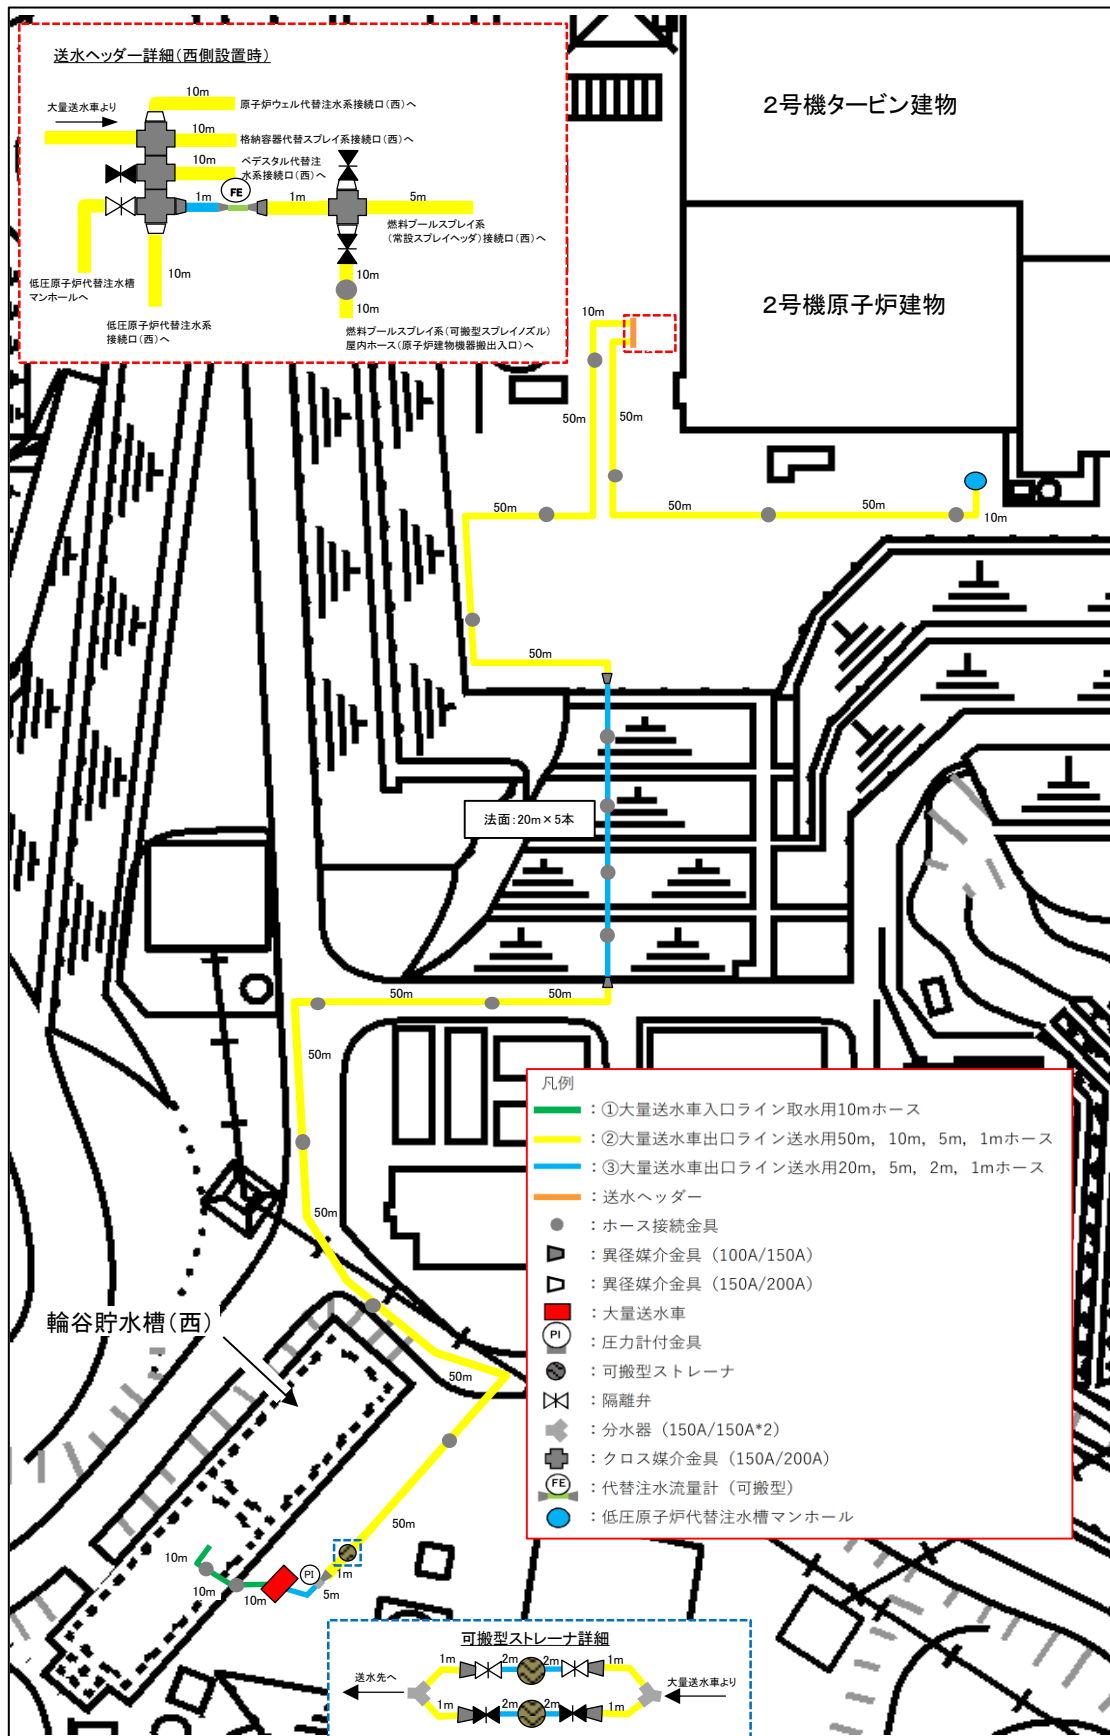 送水ヘッダー詳細(西側設置時)
大量送水車より
10m
原子炉ウェル代替注水系接続口(西)へ
10m
格納容器代替スプレイ系接続口(西)へ
10m
ペデスタル代替注
水系接続口(西)へ
FE
1m
1m
5m
燃料プールスプレイ系
(常設スプレイヘッダ)接続口(西)へ
10m
低圧原子炉代替注水槽
マンホールへ
10m
10m
低圧原子炉代替注水系
接続口(西)へ
燃料プールスプレイ系(可搬型スプレイノズル)
屋内ホース(原子炉建物機器搬出入口)へ
2号機タービン建物
2号機原子炉建物
10m
50m
50m
50m
50m
50m
10m
50m
法面:20m×5本
50m
50m
50m
50m
輪谷貯水槽(西)
50m
50m
10m
10m
10m
PI
1m
5m
凡例
:①大量送水車入口ライン取水用10mホース
:②大量送水車出口ライン送水用50m, 10m, 5m, 1mホース
:③大量送水車出口ライン送水用20m, 5m, 2m, 1mホース
:送水ヘッダー
:ホース接続金具
:異径媒介金具(100A/150A)
:異径媒介金具(150A/200A)
:大量送水車
PI
:圧力計付金具
:可搬型ストレーナ
:隔離弁
:分水器(150A/150A*2)
:クロス媒介金具(150A/200A)
FE
:代替注水流量計(可搬型)
:低圧原子炉代替注水槽マンホール
可搬型ストレーナ詳細
送水先へ
1m
2m
2m
1m
大量送水車より
1m
2m
2m
1m